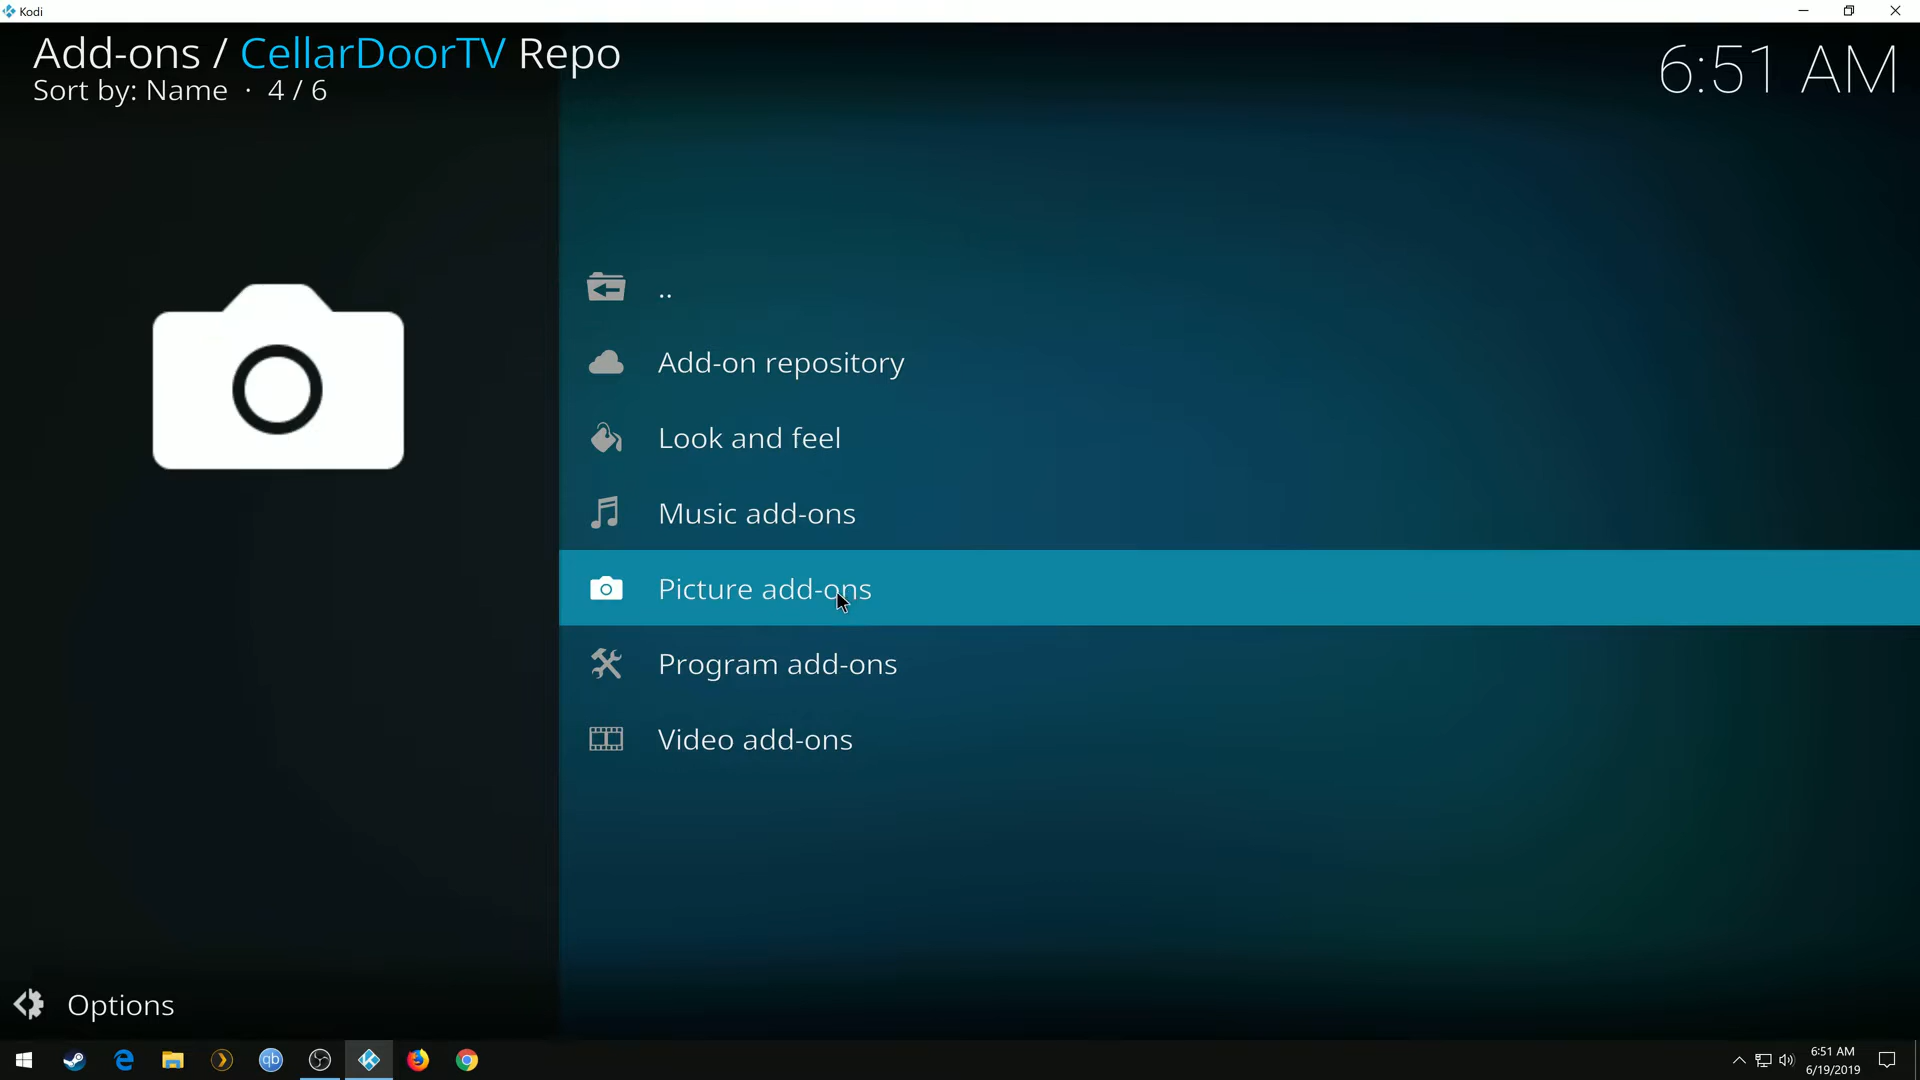 Kodi
Add-ons / CellarDoorTV Repo
Sort by: Name · 4 / 6
6:51 AM
..
Add-on repository
Look and feel
Music add-ons
Picture add-ons
Program add-ons
Video add-ons
Options
qb
6:51 AM
6/19/2019